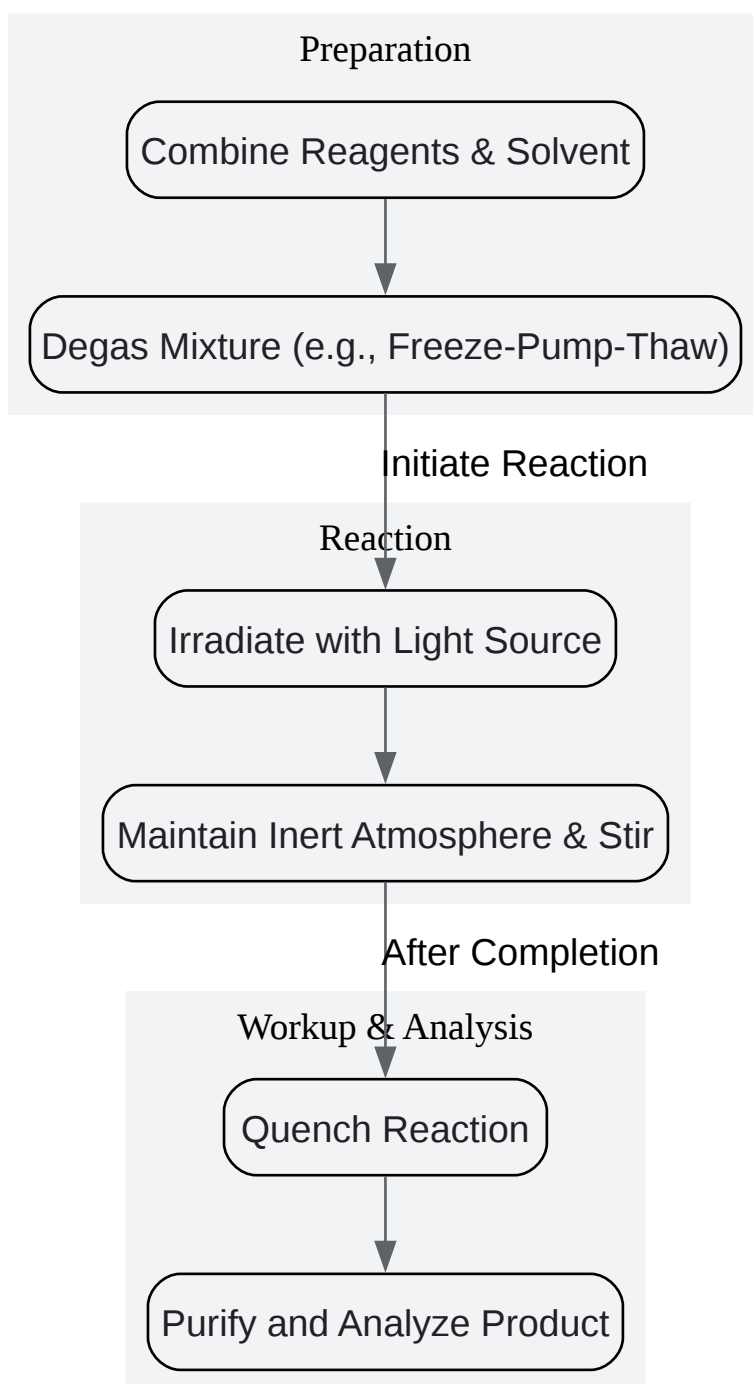 Preparation
Combine Reagents & Solvent
Degas Mixture (e.g., Freeze-Pump-Thaw)
Initiate Reaction
Reaction
Irradiate with Light Source
Maintain Inert Atmosphere & Stir
After Completion
Workup & Analysis
Quench Reaction
Purify and Analyze Product